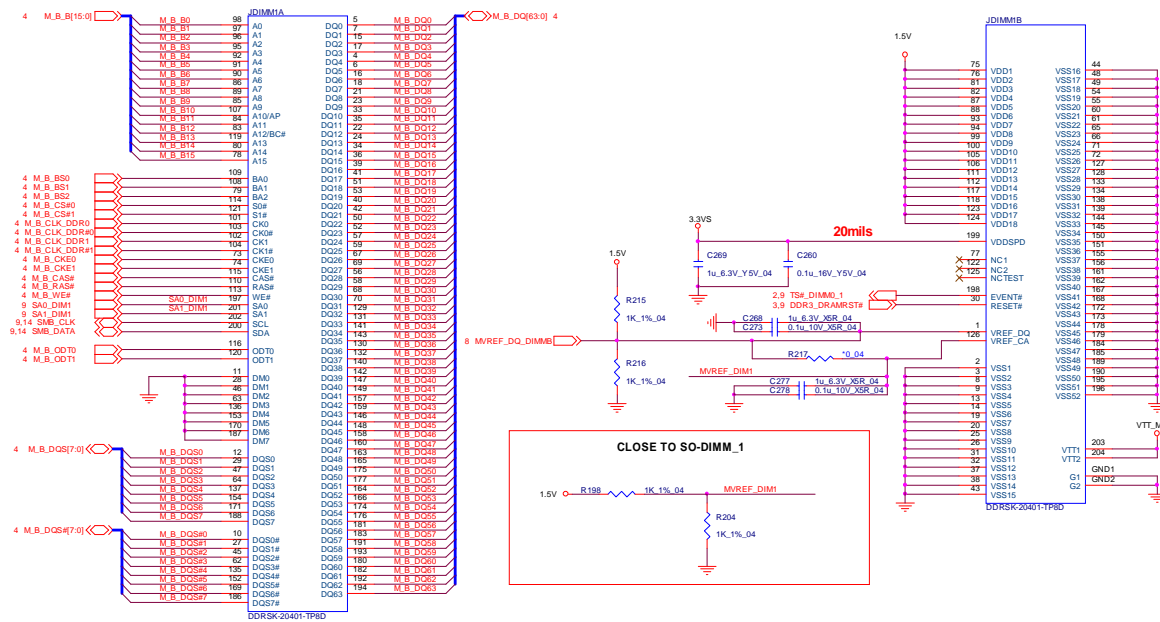 JDIMM1A
4 M_B_B[15:0]
M_B_B0 98 A0
M_B_B1 97 A1
M_B_B2 96 A2
M_B_B3 95 A3
M_B_B4 92 A4
M_B_B5 91 A5
M_B_B6 90 A6
M_B_B7 86 A7
M_B_B8 89 A8
M_B_B9 85 A9
M_B_B10 107 A10/AP
M_B_B11 84 A11
M_B_B12 83 A12/BC#
M_B_B13 119 A13
M_B_B14 80 A14
M_B_B15 78 A15
4 M_B_BS0 109 BA0
4 M_B_BS1 108 BA1
4 M_B_BS2 79 BA2
4 M_B_CS#0 114 S0#
4 M_B_CS#1 121 S1#
4 M_B_CLK_DDR0 101 CK0
4 M_B_CLK_DDR#0 103 CK0#
4 M_B_CLK_DDR1 102 CK1
4 M_B_CLK_DDR#1 104 CK1#
4 M_B_CKE0 73 CKE0
4 M_B_CKE1 74 CKE1
4 M_B_CAS# 115 CAS#
4 M_B_RAS# 110 RAS#
4 M_B_WE# 113 WE#
9 SA0_DIM1 SA0_DIM1 197 SA0
9 SA1_DIM1 SA1_DIM1 201 SA1
9,14 SMB_CLK 202 SCL
9,14 SMB_DATA 200 SDA
4 M_B_ODT0 116 ODT0
4 M_B_ODT1 120 ODT1
11 DM0
28 DM1
46 DM2
63 DM3
136 DM4
153 DM5
170 DM6
187 DM7
4 M_B_DQS[7:0]
M_B_DQS0 12 DQS0
M_B_DQS1 29 DQS1
M_B_DQS2 47 DQS2
M_B_DQS3 64 DQS3
M_B_DQS4 137 DQS4
M_B_DQS5 154 DQS5
M_B_DQS6 171 DQS6
M_B_DQS7 188 DQS7
4 M_B_DQS#[7:0]
M_B_DQS#0 10 DQS0#
M_B_DQS#1 27 DQS1#
M_B_DQS#2 45 DQS2#
M_B_DQS#3 62 DQS3#
M_B_DQS#4 135 DQS4#
M_B_DQS#5 152 DQS5#
M_B_DQS#6 169 DQS6#
M_B_DQS#7 186 DQS7#
DDRSK-20401-TP8D
M_B_DQ[63:0] 4
DQ0 5 M_B_DQ0
DQ1 7 M_B_DQ1
DQ2 15 M_B_DQ2
DQ3 17 M_B_DQ3
DQ4 4 M_B_DQ4
DQ5 6 M_B_DQ5
DQ6 16 M_B_DQ6
DQ7 18 M_B_DQ7
DQ8 21 M_B_DQ8
DQ9 23 M_B_DQ9
DQ10 33 M_B_DQ10
DQ11 35 M_B_DQ11
DQ12 22 M_B_DQ12
DQ13 24 M_B_DQ13
DQ14 34 M_B_DQ14
DQ15 36 M_B_DQ15
DQ16 39 M_B_DQ16
DQ17 41 M_B_DQ17
DQ18 51 M_B_DQ18
DQ19 53 M_B_DQ19
DQ20 40 M_B_DQ20
DQ21 42 M_B_DQ21
DQ22 50 M_B_DQ22
DQ23 52 M_B_DQ23
DQ24 57 M_B_DQ24
DQ25 59 M_B_DQ25
DQ26 67 M_B_DQ26
DQ27 69 M_B_DQ27
DQ28 56 M_B_DQ28
DQ29 58 M_B_DQ29
DQ30 68 M_B_DQ30
DQ31 70 M_B_DQ31
DQ32 129 M_B_DQ32
DQ33 131 M_B_DQ33
DQ34 141 M_B_DQ34
DQ35 143 M_B_DQ35
DQ36 130 M_B_DQ36
DQ37 132 M_B_DQ37
DQ38 140 M_B_DQ38
DQ39 142 M_B_DQ39
DQ40 147 M_B_DQ40
DQ41 149 M_B_DQ41
DQ42 157 M_B_DQ42
DQ43 159 M_B_DQ43
DQ44 146 M_B_DQ44
DQ45 148 M_B_DQ45
DQ46 158 M_B_DQ46
DQ47 160 M_B_DQ47
DQ48 163 M_B_DQ48
DQ49 165 M_B_DQ49
DQ50 175 M_B_DQ50
DQ51 177 M_B_DQ51
DQ52 164 M_B_DQ52
DQ53 166 M_B_DQ53
DQ54 174 M_B_DQ54
DQ55 176 M_B_DQ55
DQ56 181 M_B_DQ56
DQ57 183 M_B_DQ57
DQ58 191 M_B_DQ58
DQ59 193 M_B_DQ59
DQ60 180 M_B_DQ60
DQ61 182 M_B_DQ61
DQ62 192 M_B_DQ62
DQ63 194 M_B_DQ63
3.3VS
20mils
C269
1u_6.3V_Y5V_04
C260
0.1u_16V_Y5V_04
1.5V
R215
1K_1%_04
R216
1K_1%_04
8 MVREF_DQ_DIMMB
C268 1u_6.3V_X5R_04
C273 0.1u_10V_X5R_04
R217 *0_04
MVREF_DIM1
C277 1u_6.3V_X5R_04
C278 0.1u_10V_X5R_04
2,9 TS#_DIMM0_1
3,9 DDR3_DRAMRST#
CLOSE TO SO-DIMM_1
1.5V R198 1K_1%_04 MVREF_DIM1
R204
1K_1%_04
JDIMM1B
1.5V
75 VDD1
76 VDD2
81 VDD3
82 VDD4
87 VDD5
88 VDD6
93 VDD7
94 VDD8
99 VDD9
100 VDD10
105 VDD11
106 VDD12
111 VDD13
112 VDD14
117 VDD15
118 VDD16
123 VDD17
124 VDD18
199 VDDSPD
77 NC1
122 NC2
125 NCTEST
198 EVENT#
30 RESET#
1 VREF_DQ
126 VREF_CA
2 VSS1
3 VSS2
8 VSS3
9 VSS4
13 VSS5
14 VSS6
19 VSS7
20 VSS8
25 VSS9
26 VSS10
31 VSS11
32 VSS12
37 VSS13
38 VSS14
43 VSS15
VSS16 44
VSS17 48
VSS18 49
VSS19 54
VSS20 55
VSS21 60
VSS22 61
VSS23 65
VSS24 66
VSS25 71
VSS26 72
VSS27 127
VSS28 128
VSS29 133
VSS30 134
VSS31 138
VSS32 139
VSS33 144
VSS34 145
VSS35 150
VSS36 151
VSS37 155
VSS38 156
VSS39 161
VSS40 162
VSS41 167
VSS42 168
VSS43 172
VSS44 173
VSS45 178
VSS46 179
VSS47 184
VSS48 185
VSS49 189
VSS50 190
VSS51 195
VSS52 196
VTT_M
VTT1 203
VTT2 204
G1 GND1
G2 GND2
DDRSK-20401-TP8D